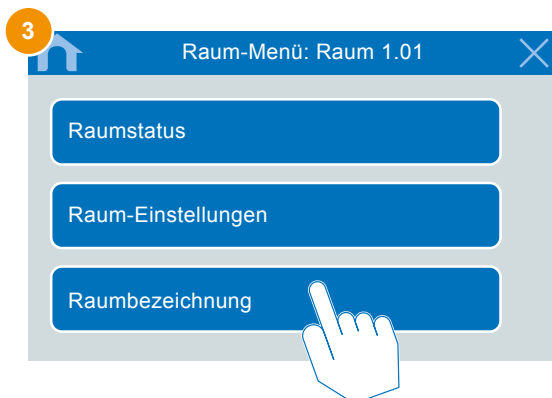 3
Raum-Menü: Raum 1.01
Raumstatus
Raum-Einstellungen
Raumbezeichnung